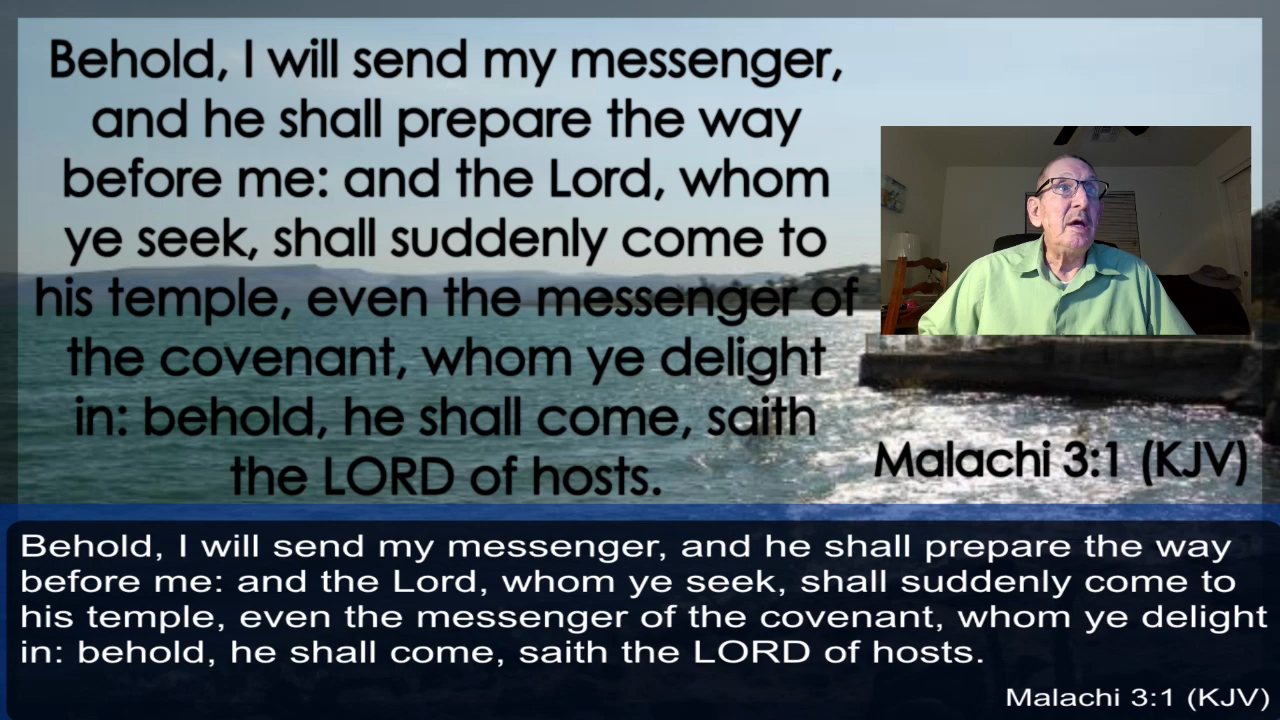 Behold, I will send my messenger,
and he shall prepare the way
before me: and the Lord, whom
ye seek, shall suddenly come to
his temple, even the messenger of
the covenant, whom ye delight
in: behold, he shall come, saith
the LORD of hosts.
Malachi 3:1 (KJV)
Behold, I will send my messenger, and he shall prepare the way
before me: and the Lord, whom ye seek, shall suddenly come to
his temple, even the messenger of the covenant, whom ye delight
in: behold, he shall come, saith the LORD of hosts.
Malachi 3:1 (KJV)